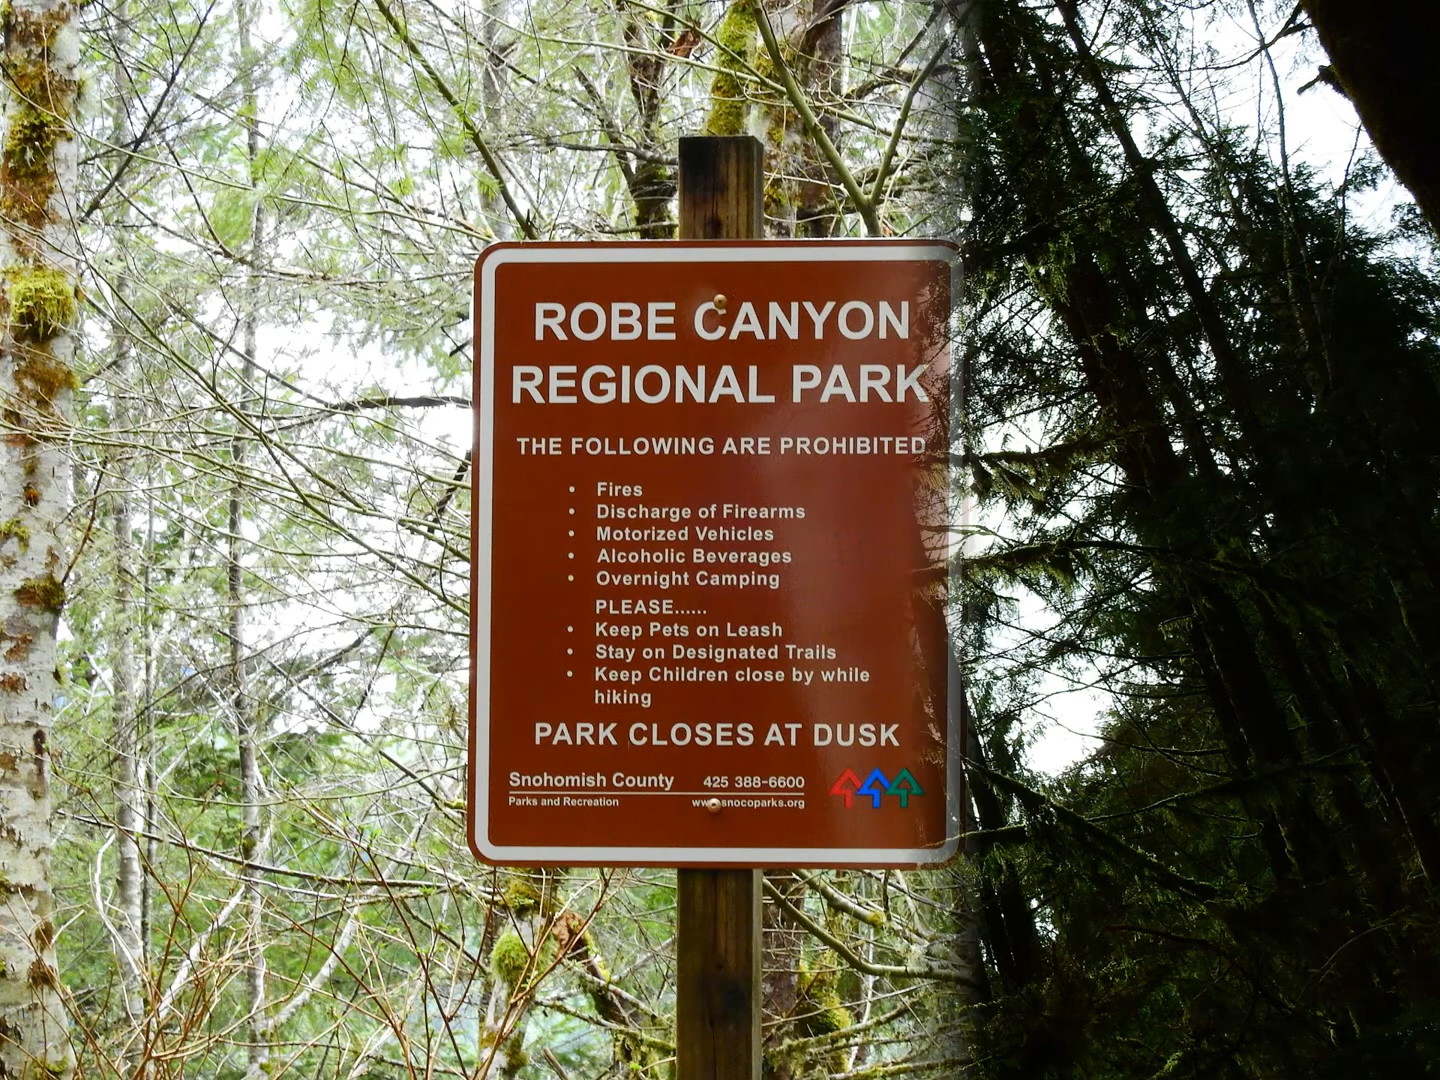 ROBE CANYON
REGIONAL PARK
THE FOLLOWING ARE PROHIBITED
• Fires
• Discharge of Firearms
• Motorized Vehicles
• Alcoholic Beverages
• Overnight Camping
PLEASE......
• Keep Pets on Leash
• Stay on Designated Trails
• Keep Children close by while
hiking
PARK CLOSES AT DUSK
Snohomish County 425 388-6600
Parks and Recreation www.snocoparks.org